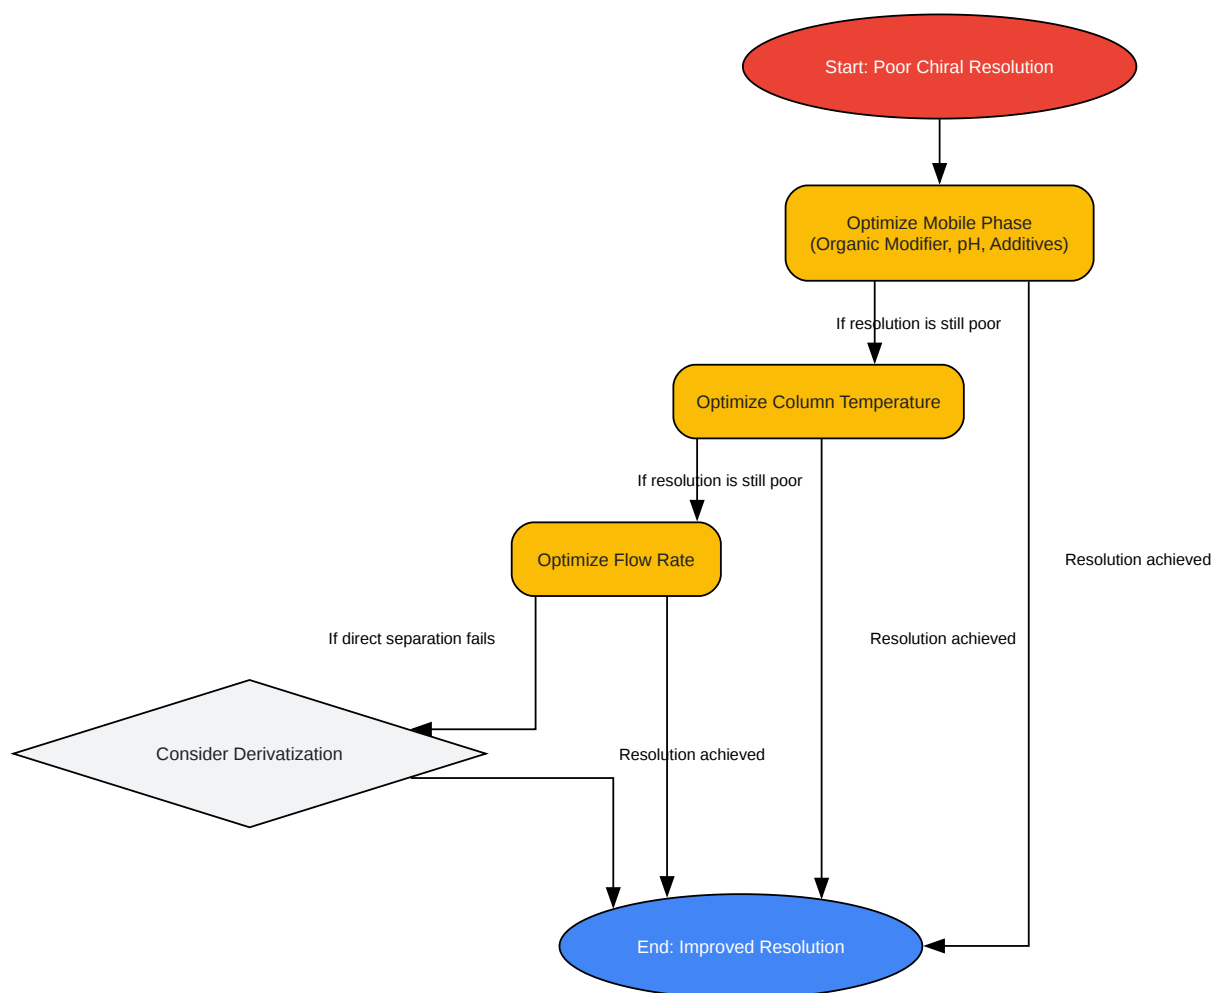 Start: Poor Chiral Resolution
Optimize Mobile Phase
(Organic Modifier, pH, Additives)
If resolution is still poor
Optimize Column Temperature
If resolution is still poor
Optimize Flow Rate
Resolution achieved
If direct separation fails
Resolution achieved
Consider Derivatization
Resolution achieved
End: Improved Resolution